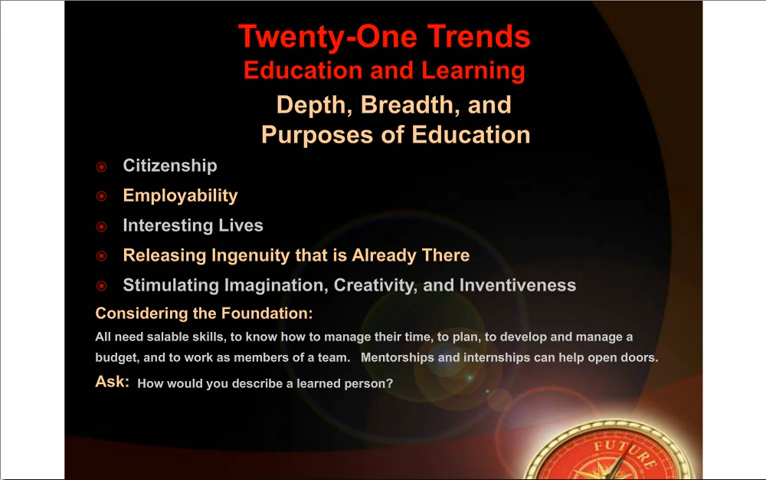 Twenty-One Trends
Education and Learning
Depth, Breadth, and
Purposes of Education
Citizenship
Employability
Interesting Lives
Releasing Ingenuity that is Already There
Stimulating Imagination, Creativity, and Inventiveness
Considering the Foundation:
All need salable skills, to know how to manage their time, to plan, to develop and manage a
budget, and to work as members of a team. Mentorships and internships can help open doors.
Ask: How would you describe a learned person?
FUTURE